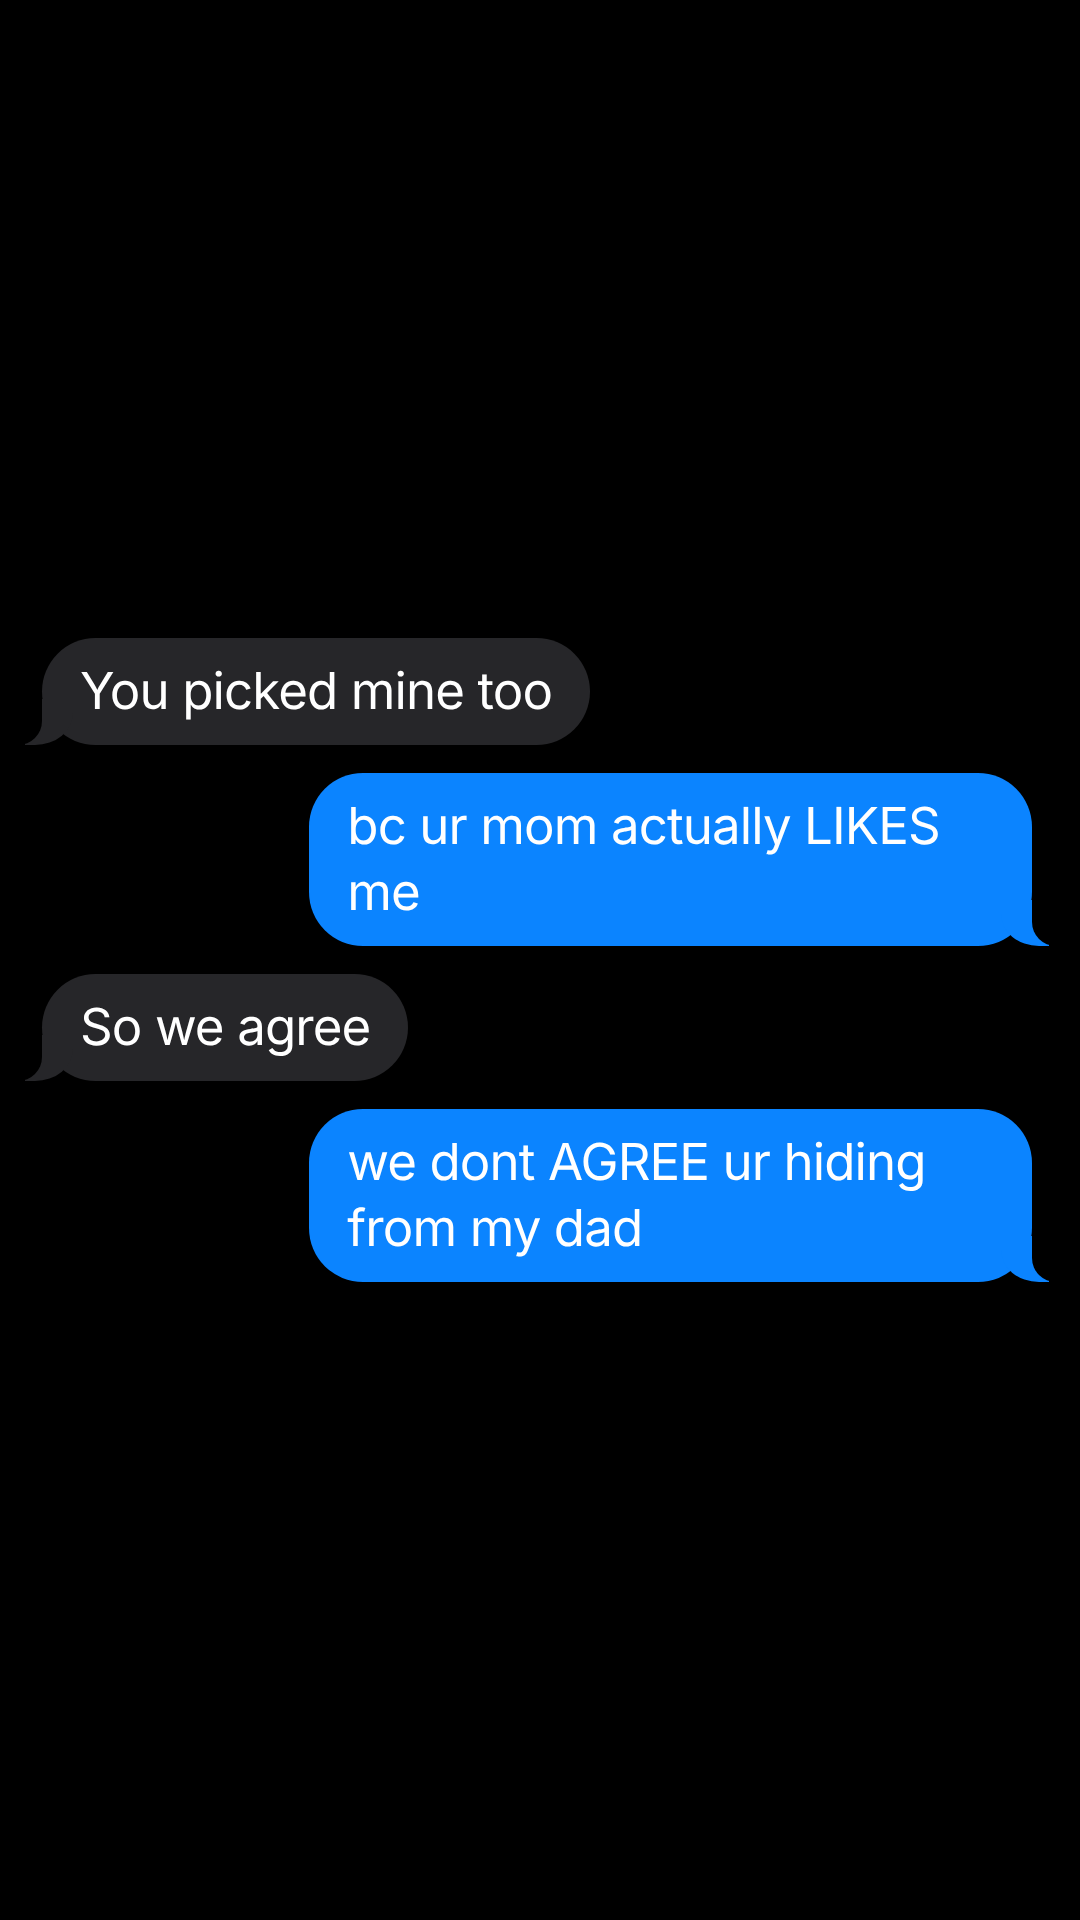 You picked mine too
bc ur mom actually LIKES
me
So we agree
we dont AGREE ur hiding
from my dad